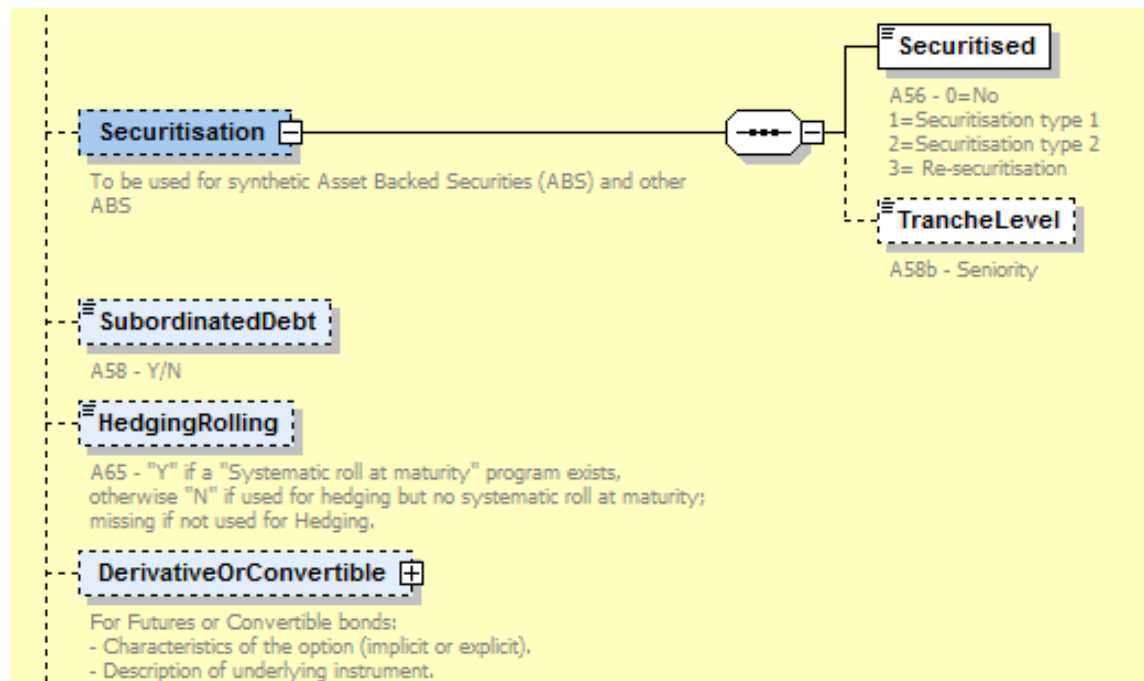 Securitised
A56 - 0=No
1=Securitisation type 1
2=Securitisation type 2
3= Re-securitisation
Securitisation
To be used for synthetic Asset Backed Securities (ABS) and other
ABS
TrancheLevel
A58b - Seniority
SubordinatedDebt
A58 - Y/N
HedgingRolling
A65 - "Y" if a "Systematic roll at maturity" program exists,
otherwise "N" if used for hedging but no systematic roll at maturity;
missing if not used for Hedging.
DerivativeOrConvertible
For Futures or Convertible bonds:
- Characteristics of the option (implicit or explicit).
- Description of underlying instrument.